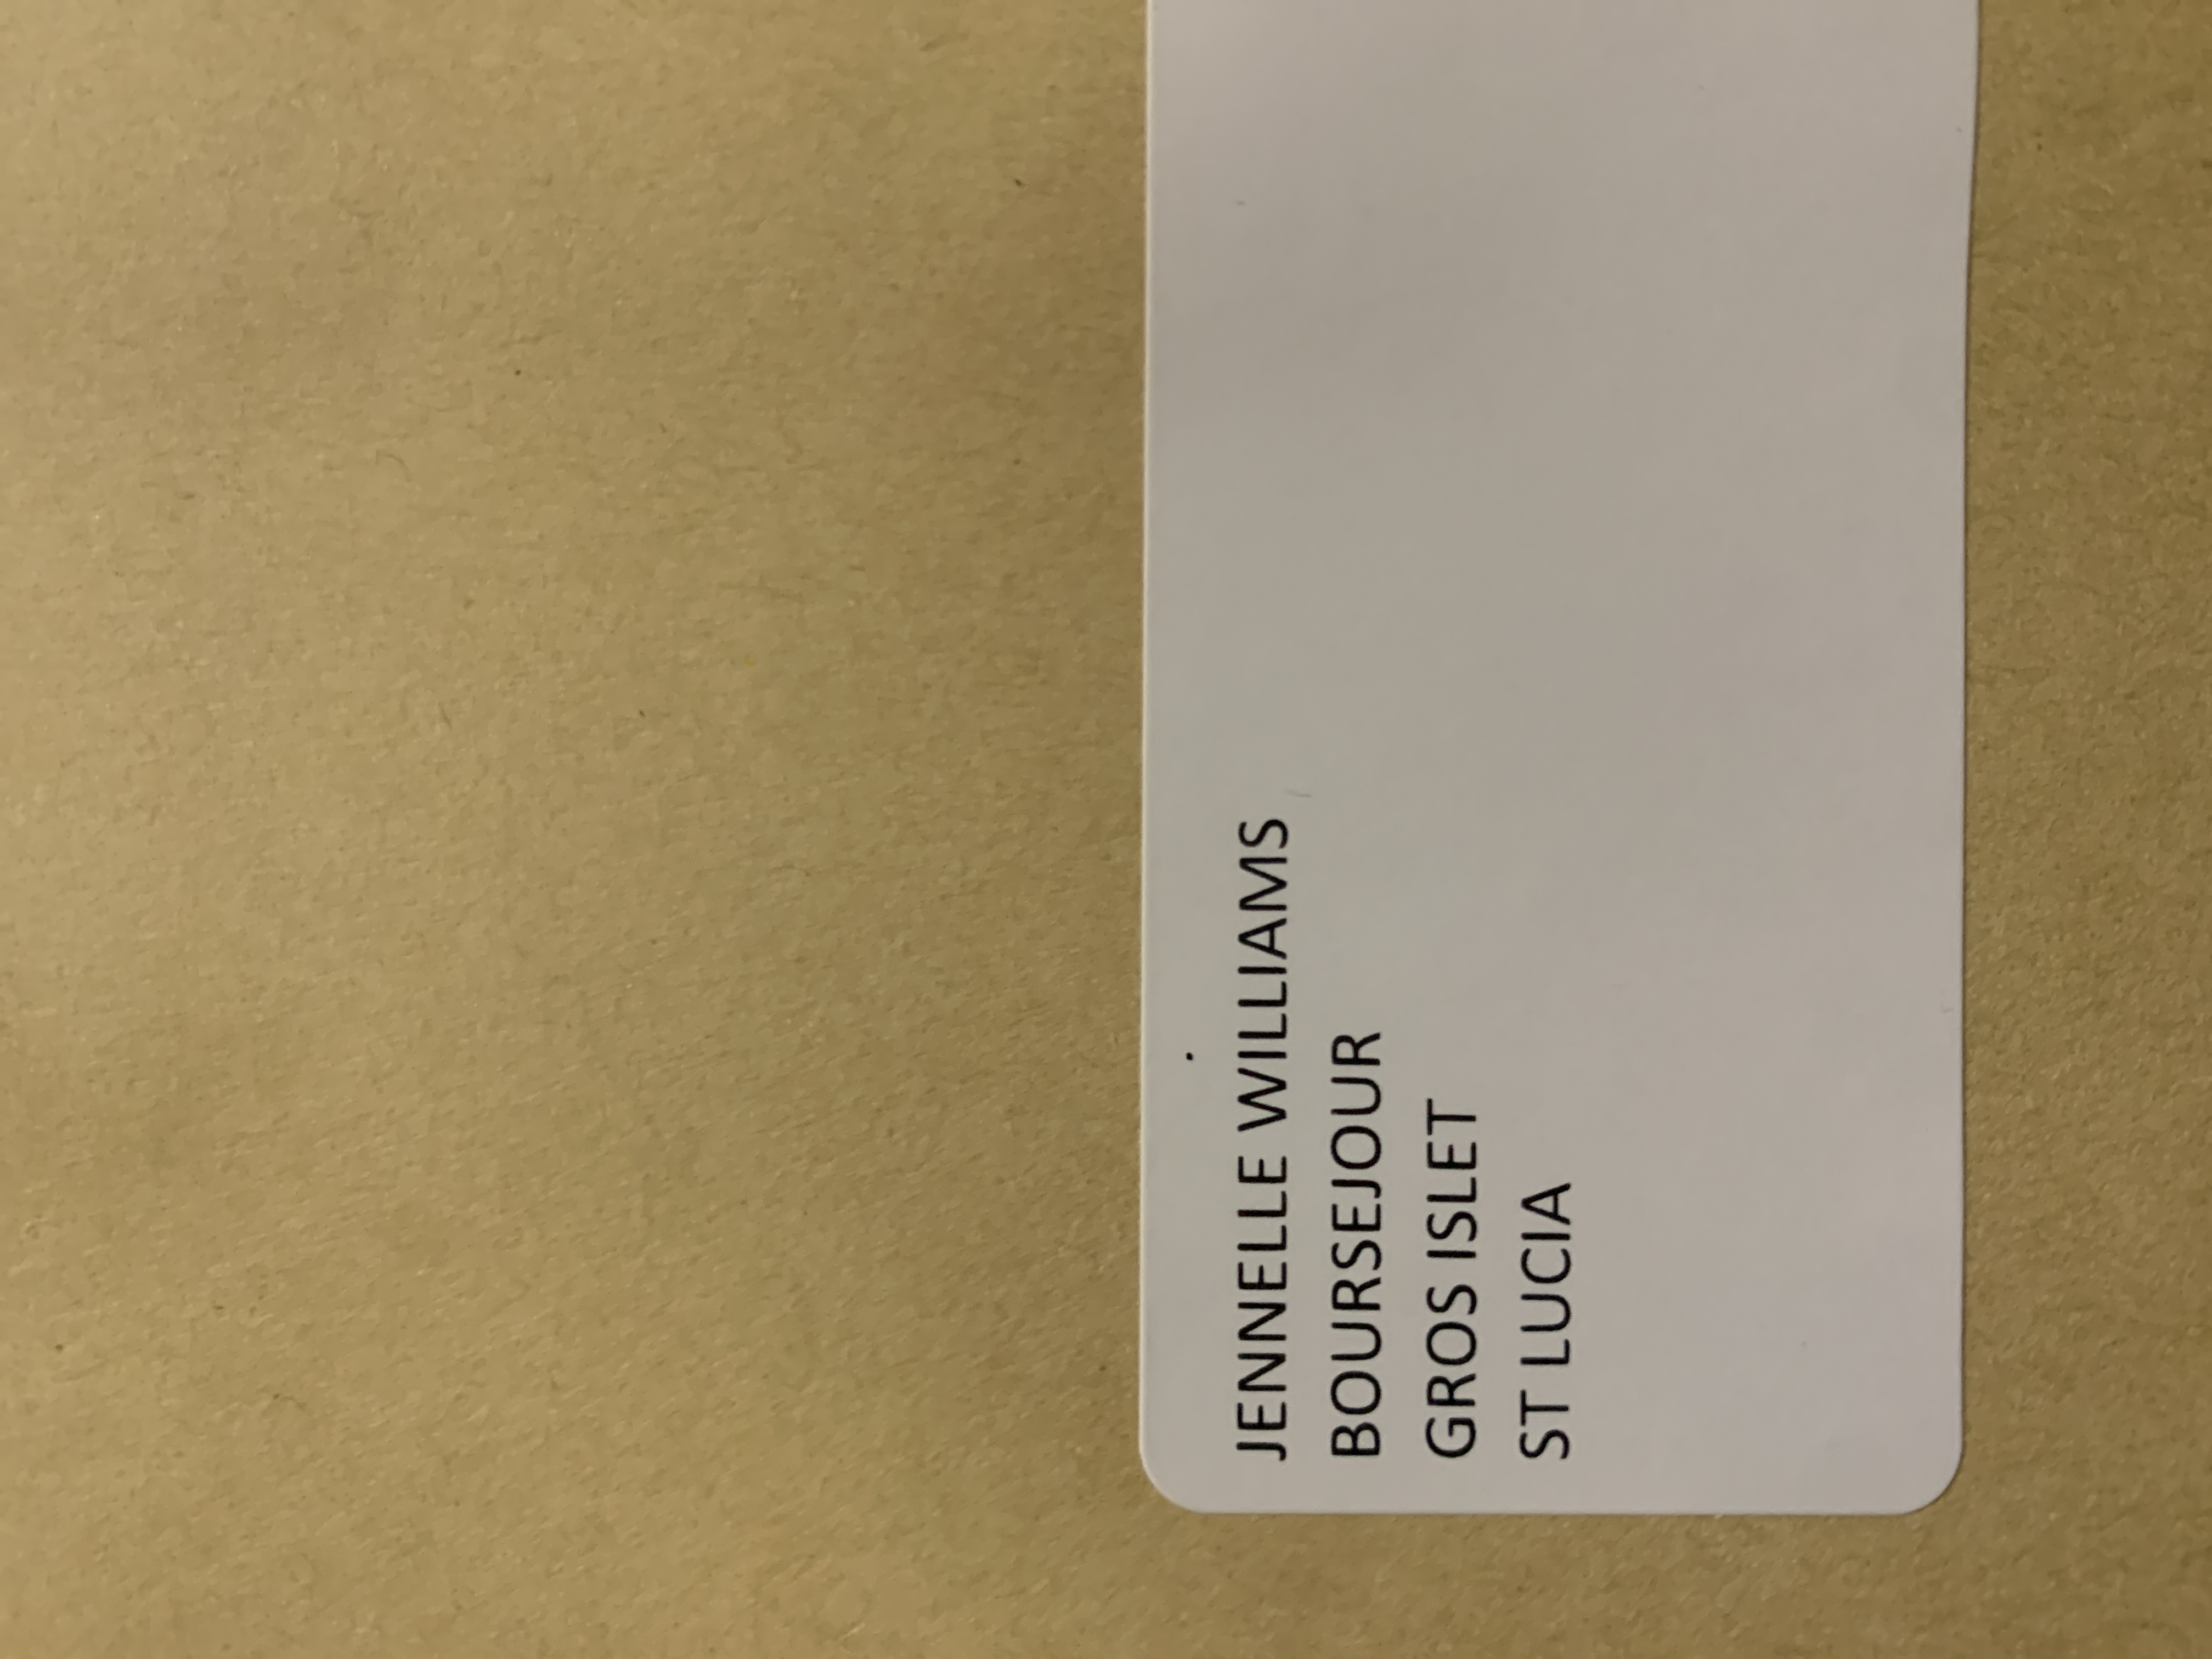 JENNELLE WILLIAMS
BOURSEJOUR
GROS ISLET
ST LUCIA